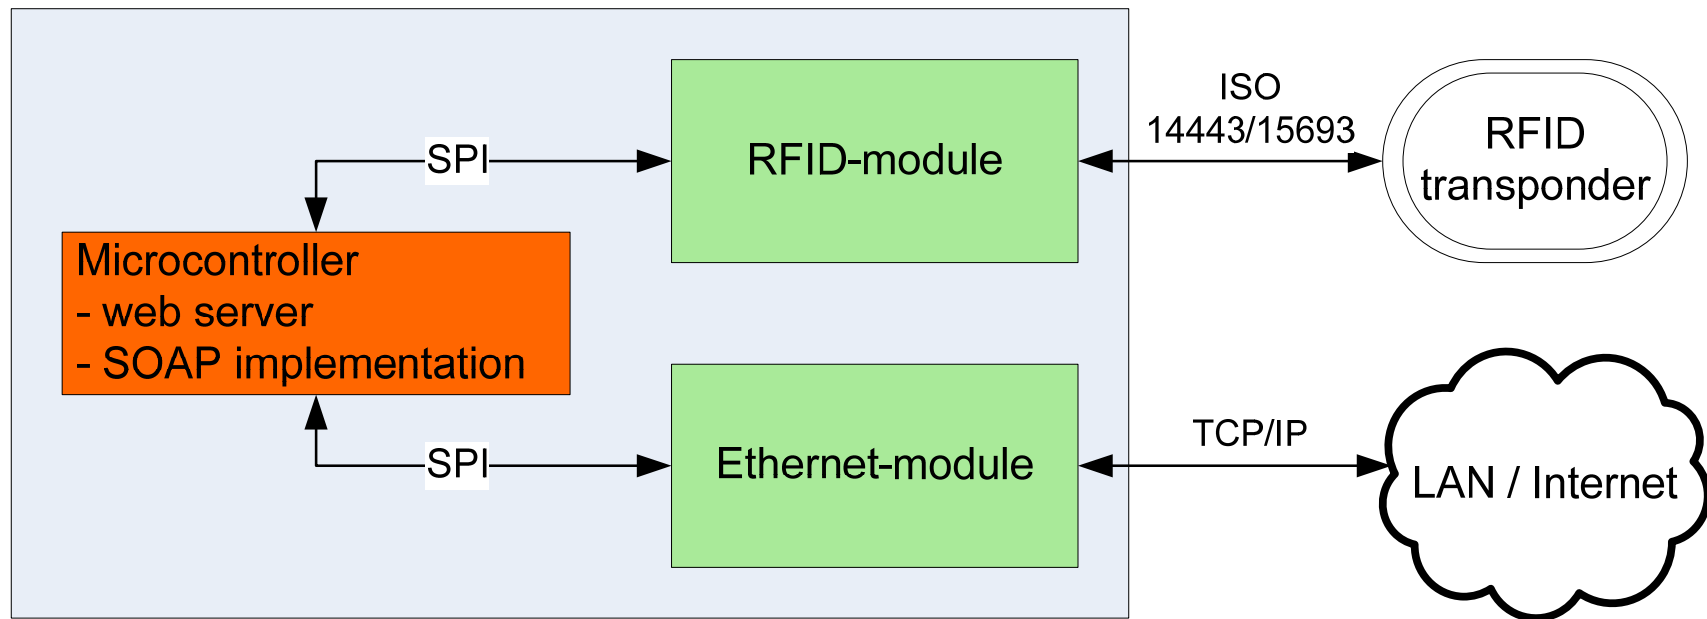 ISO
14443/15693
SPI
RFID-module
RFID
transponder
Microcontroller
- web server
- SOAP implementation
SPI
Ethernet-module
TCP/IP
LAN / Internet